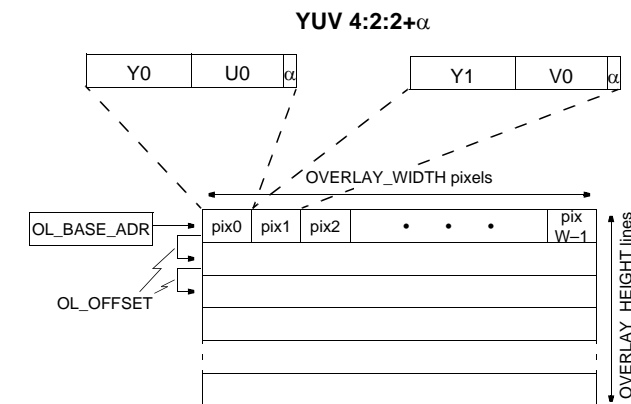 YUV 4:2:2+α
Y0 U0 α
Y1 V0 α
OVERLAY_WIDTH pixels
OL_BASE_ADR
pix0 pix1 pix2 • • • pix W–1
OL_OFFSET
OVERLAY_HEIGHT lines